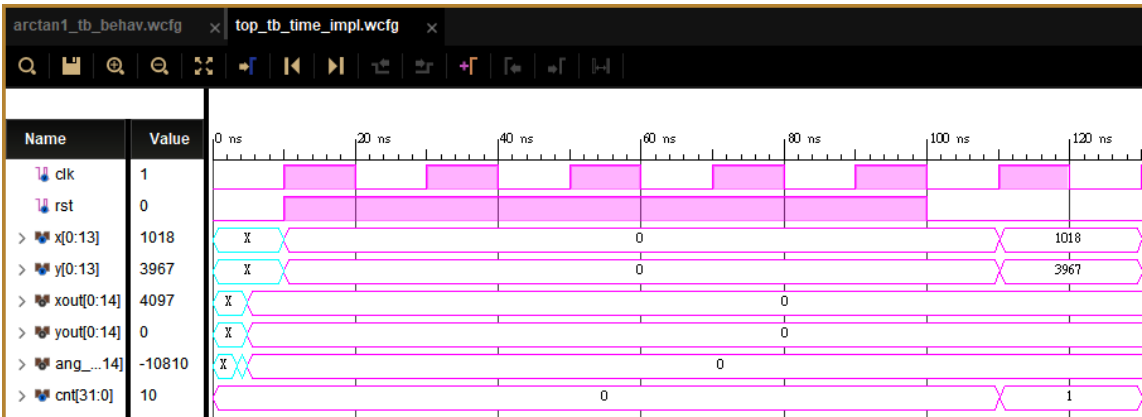 arctan1_tb_behav.wcfg × top_tb_time_impl.wcfg ×
Name Value 0 ns 20 ns 40 ns 60 ns 80 ns 100 ns 120 ns
clk 1
rst 0
> x[0:13] 1018 X 0 1018
> y[0:13] 3967 X 0 3967
> xout[0:14] 4097 X 0
> yout[0:14] 0 X 0
> ang_...14] -10810 X 0
> cnt[31:0] 10 0 1